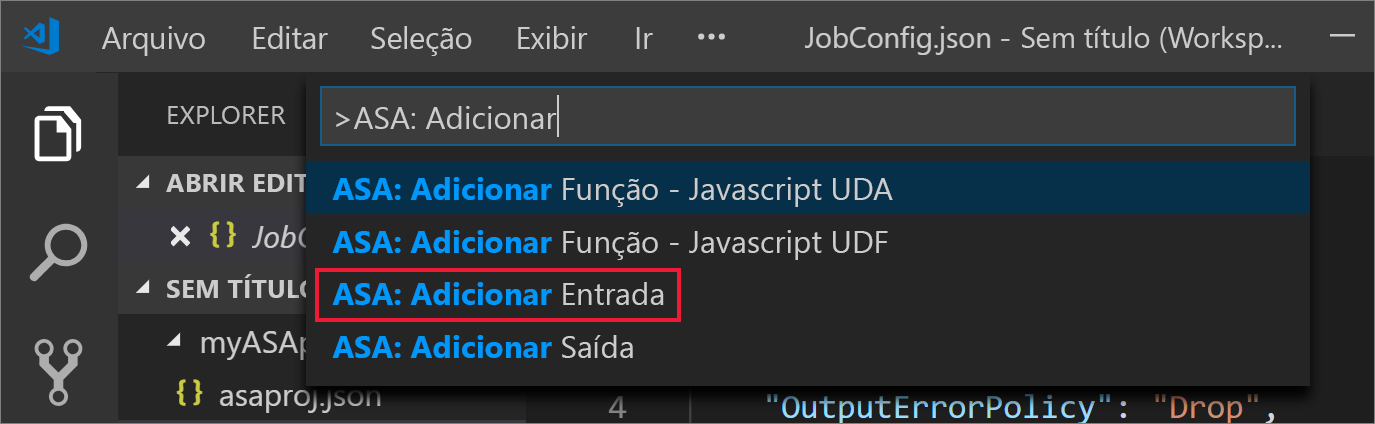 Arquivo Editar Seleção Exibir Ir ••• JobConfig.json - Sem título (Worksp...
EXPLORER
>ASA: Adicionar
ABRIR EDIT
ASA: Adicionar Função - Javascript UDA
{} JobC
ASA: Adicionar Função - Javascript UDF
SEM TÍTULO
ASA: Adicionar Entrada
myASAp
ASA: Adicionar Saída
{} asaproj.json
4 "OutputErrorPolicy": "Drop",